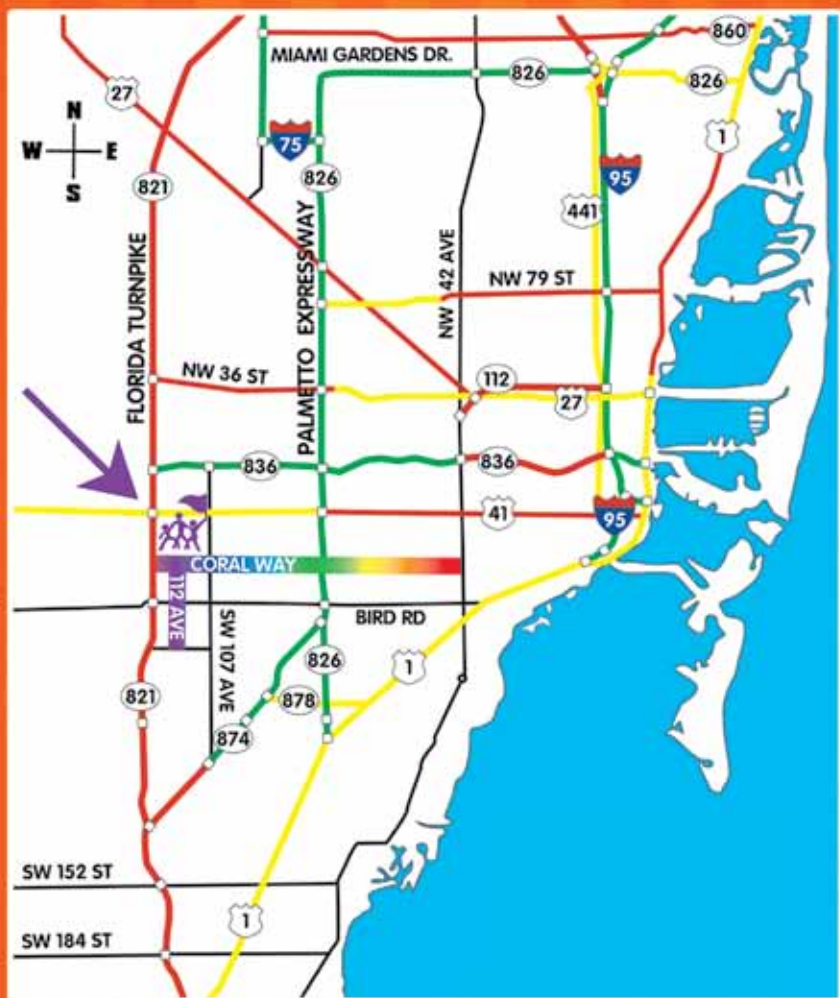 860
MIAMI GARDENS DR.
826
826
27
N
W E
S
75
1
821
826
95
441
FLORIDA TURNPIKE
PALMETTO EXPRESSWAY
NW 42 AVE
NW 79 ST
NW 36 ST
112
27
836
836
41
95
CORAL WAY
112 AVE
SW 107 AVE
BIRD RD
826
1
821
878
874
SW 152 ST
1
SW 184 ST